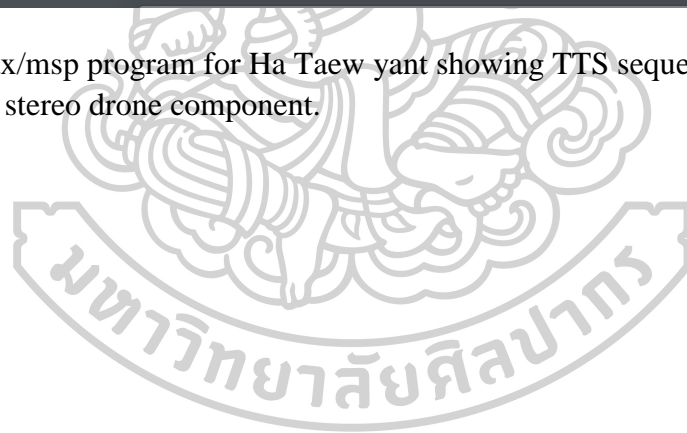 x/msp program for Ha Taew yant showing TTS seque
stereo drone component.
มหาวิทยาลัยศิลปากร